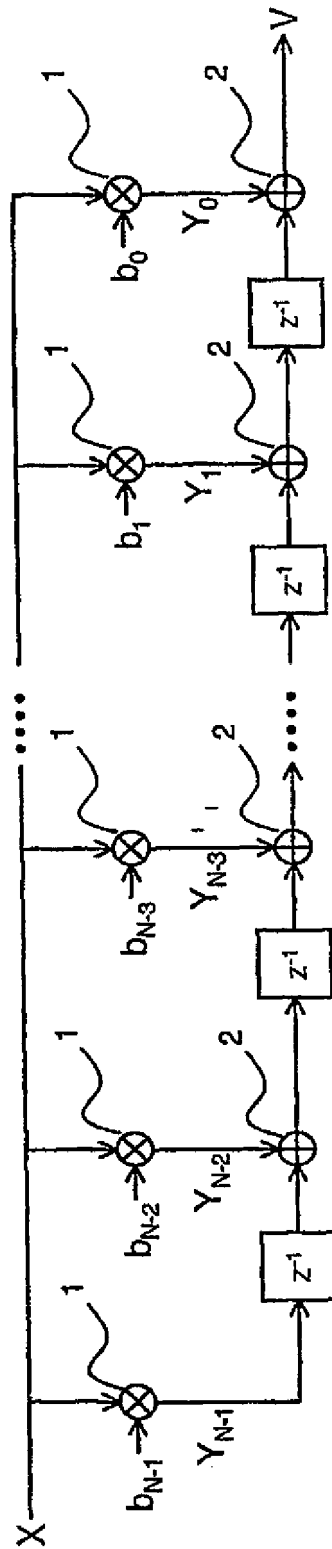 X ....
1 1 1 1 1
b_{N-1} b_{N-2} b_{N-3} b_1 b_0
Y_{N-1} Y_{N-2} Y_{N-3} Y_1 Y_0
2 2 2 2
.... V
z^{-1} z^{-1} z^{-1} z^{-1}